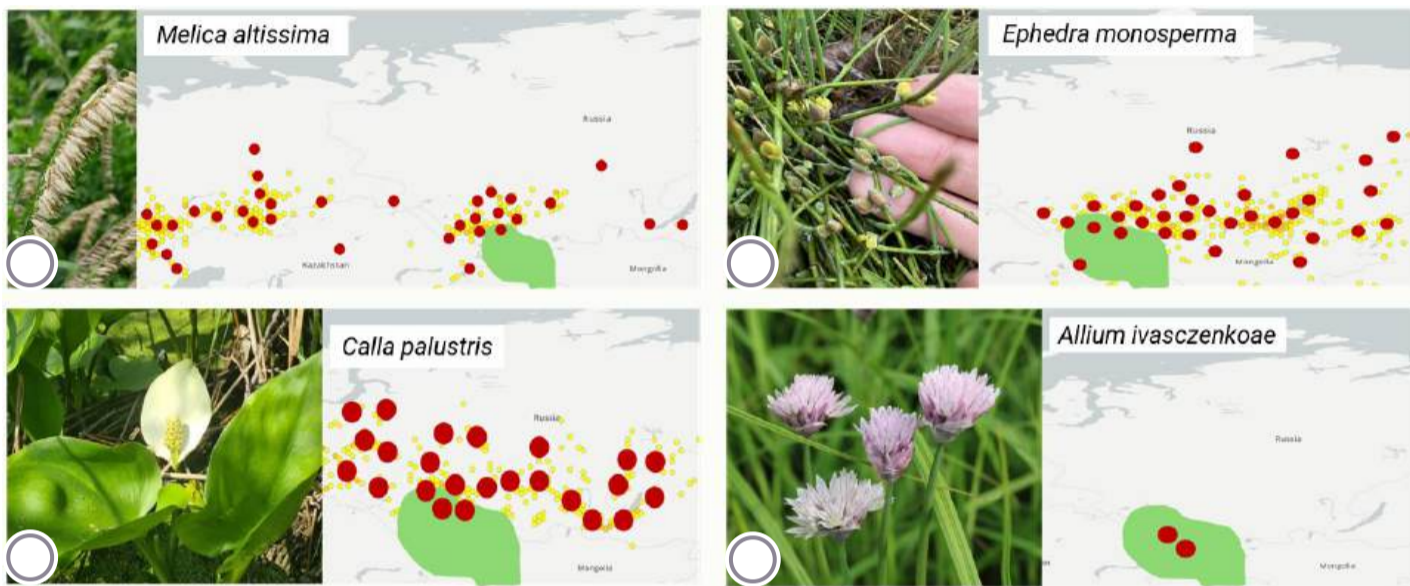 Melica altissima
Russia
Kazakhstan
Mongolia
Ephedra monosperma
Russia
Mongolia
Calla palustris
Russia
Mongolia
Allium ivasczenkoae
Russia
Mongolia